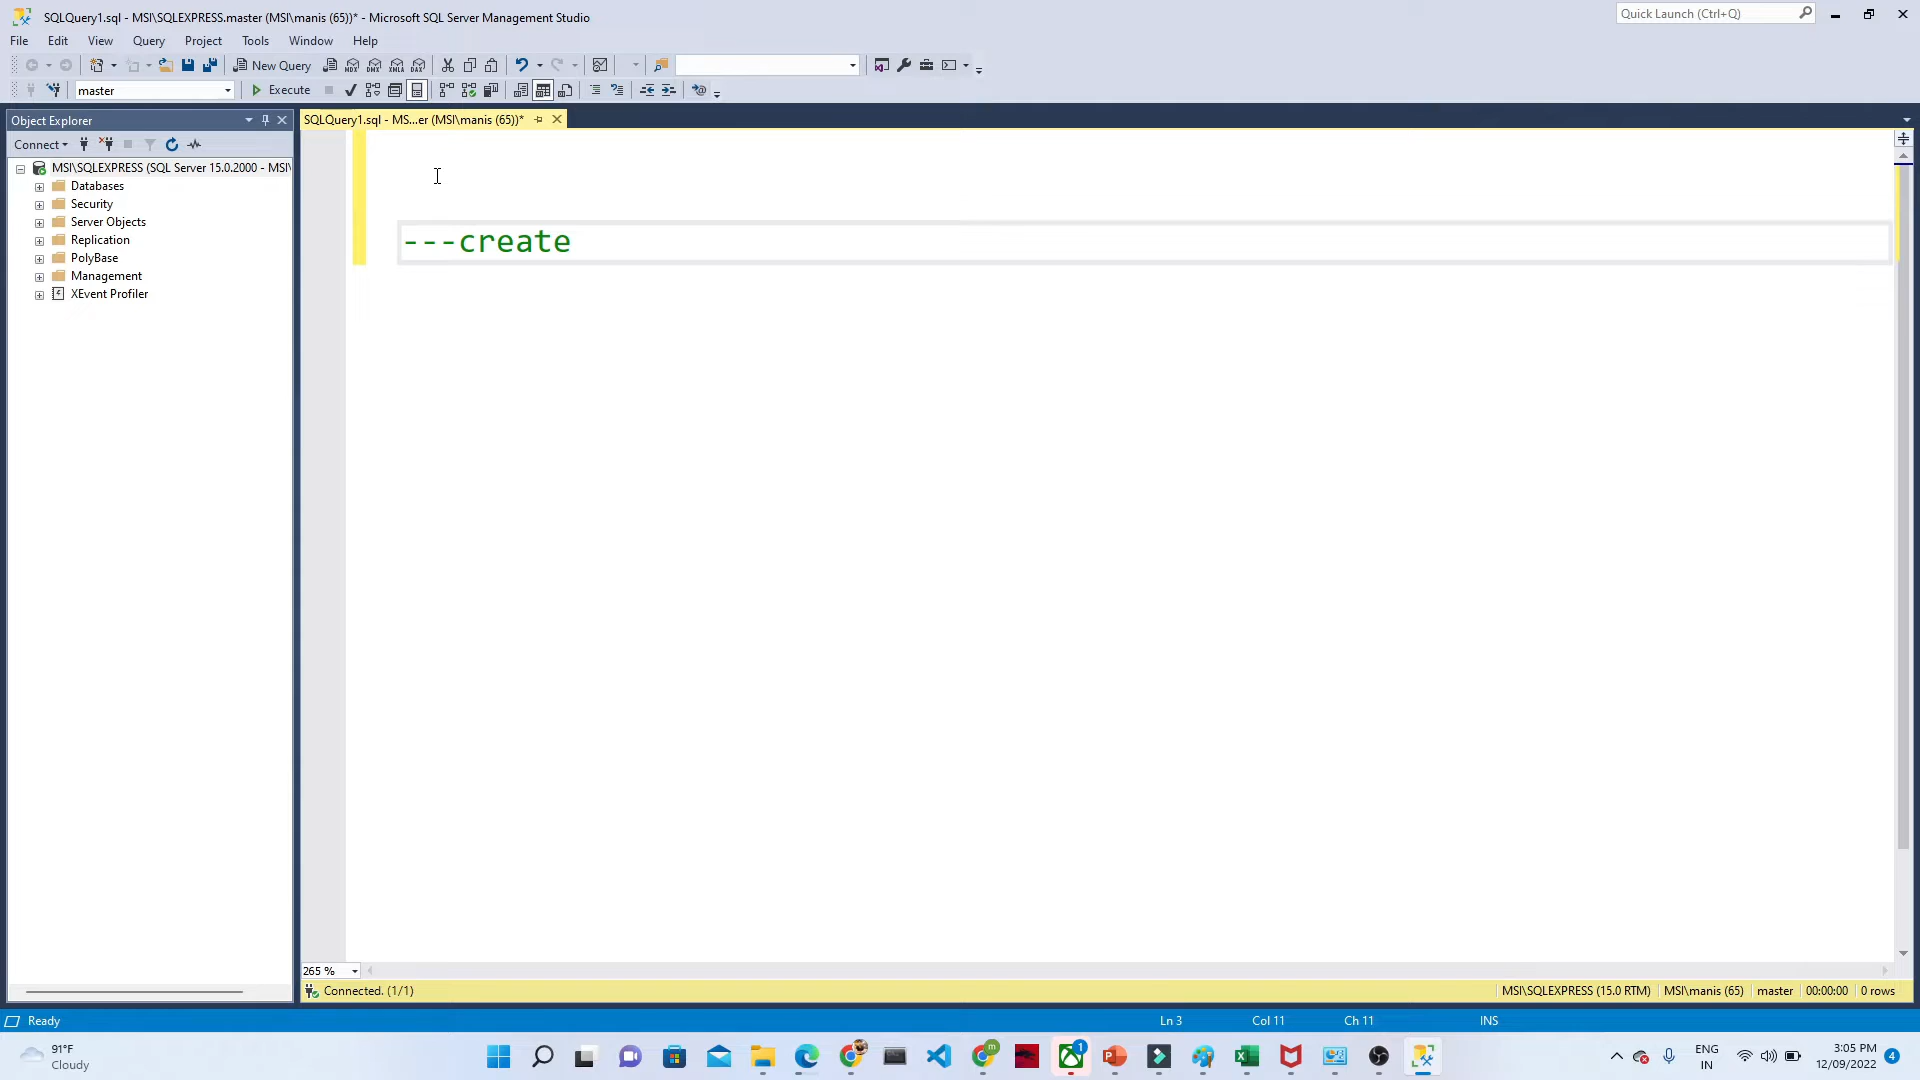 SQLQuery1.sql - MSI\SQLEXPRESS.master (MSI\manis (65))* - Microsoft SQL Server Management Studio
Quick Launch (Ctrl+Q)
File Edit View Query Project Tools Window Help
New Query
master
Execute
Object Explorer
SQLQuery1.sql - MS...er (MSI\manis (65))*
Connect
MSI\SQLEXPRESS (SQL Server 15.0.2000 - MSI\
Databases
Security
Server Objects
Replication
PolyBase
Management
XEvent Profiler
---create
265 %
Connected. (1/1)
MSI\SQLEXPRESS (15.0 RTM) MSI\manis (65) master 00:00:00 0 rows
Ready
Ln 3 Col 11 Ch 11 INS
91°F
Cloudy
1
m
ENG
IN
3:05 PM
12/09/2022
4